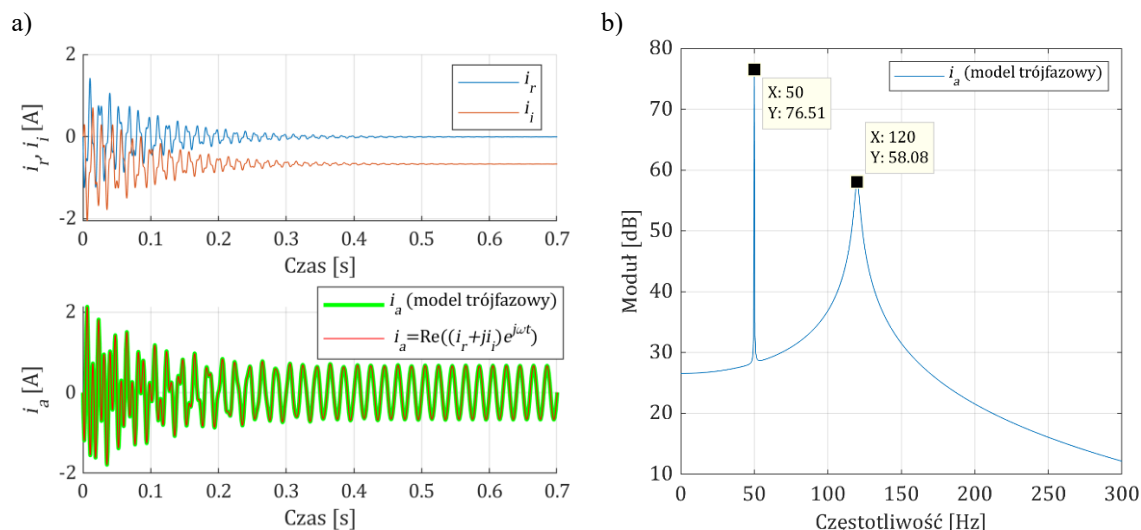 a)
2
0
-2
i_r, i_i [A]
i_r
i_i
0 0.1 0.2 0.3 0.4 0.5 0.6 0.7
Czas [s]
2
0
-2
i_a [A]
i_a (model trójfazowy)
i_a=Re((i_r+ji_i)e^{jωt})
0 0.1 0.2 0.3 0.4 0.5 0.6 0.7
Czas [s]
b)
80
70
60
50
40
30
20
10
Moduł [dB]
i_a (model trójfazowy)
X: 50
Y: 76.51
X: 120
Y: 58.08
0 50 100 150 200 250 300
Częstotliwość [Hz]